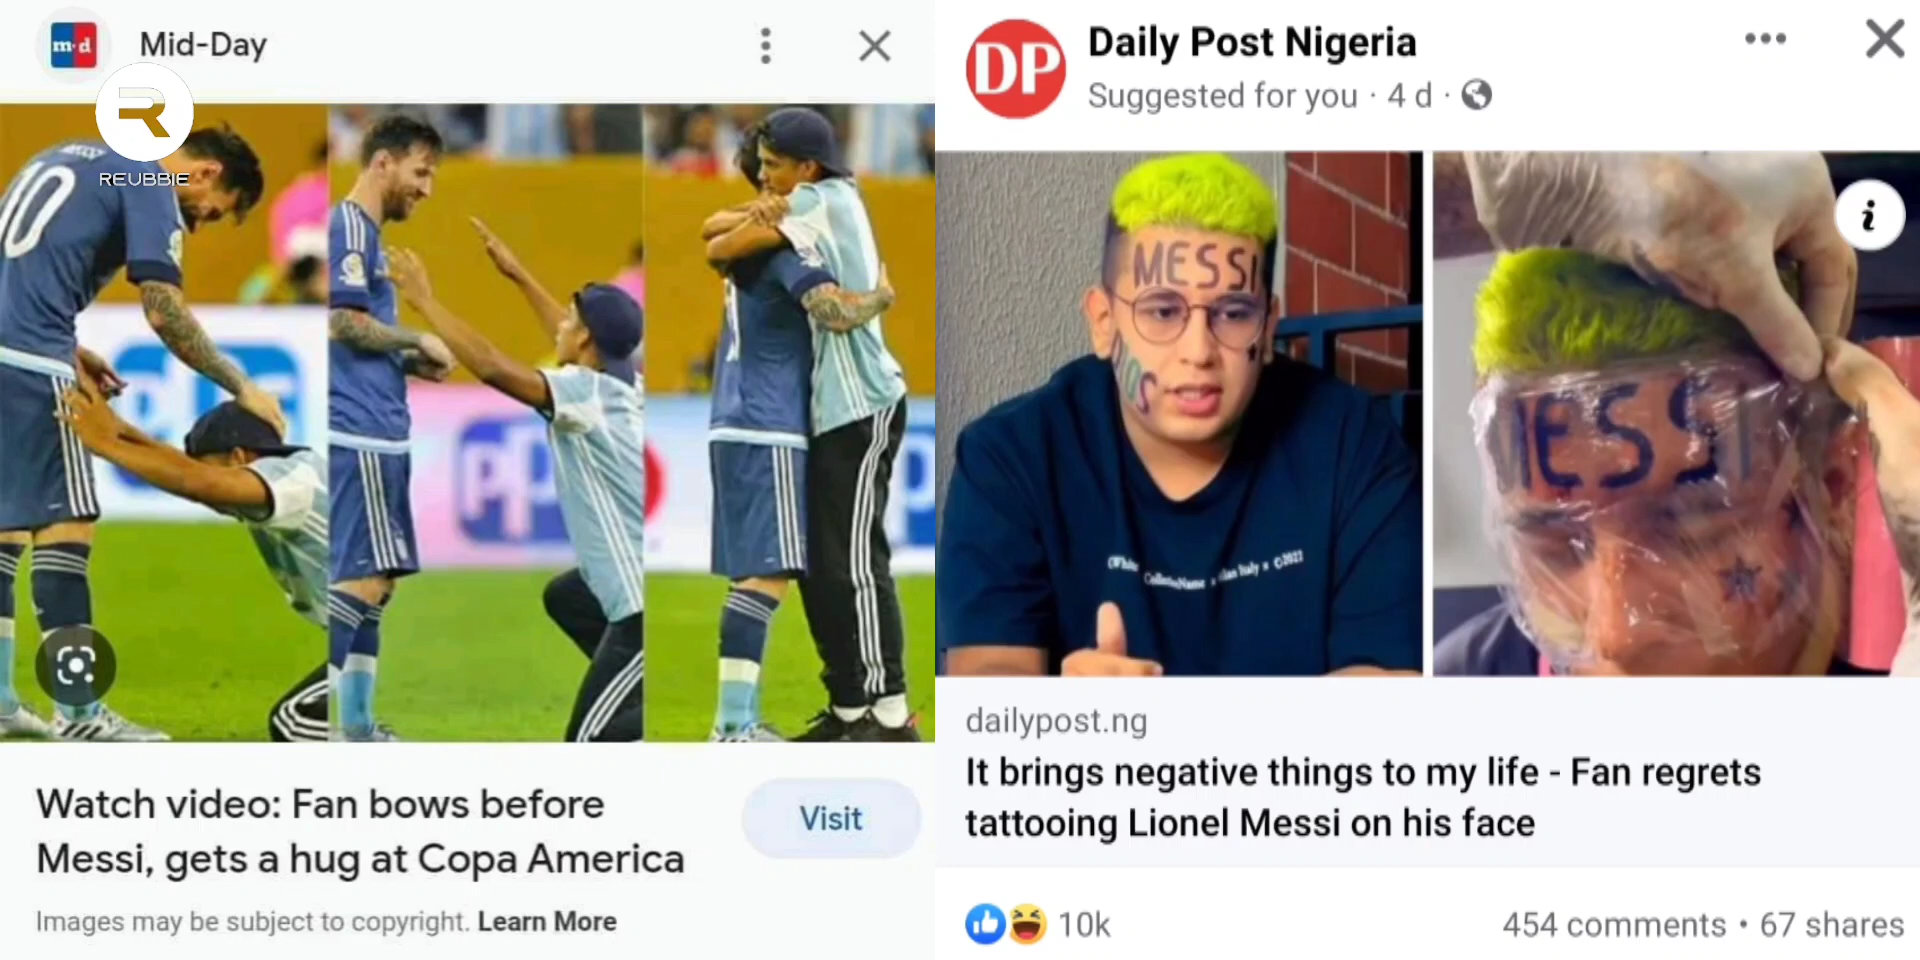 m·d
Mid-Day
R
REUBBIE
10
Watch video: Fan bows before
Messi, gets a hug at Copa America
Visit
Images may be subject to copyright. Learn More
DP
Daily Post Nigeria
Suggested for you · 4 d ·
MESSI
MESSI
i
dailypost.ng
It brings negative things to my life - Fan regrets
tattooing Lionel Messi on his face
10k
454 comments • 67 shares